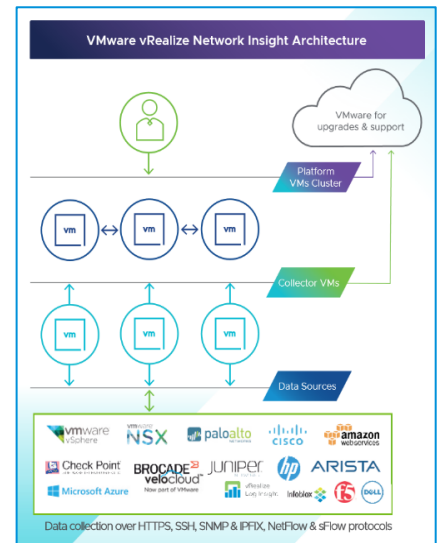 VMware vRealize Network Insight Architecture
VMware for
upgrades & support
Platform
VMs Cluster
vm
vm
vm
Collector VMs
vm
vm
vm
Data Sources
vmware
vSphere
vmware
NSX
paloalto
NETWORKS
CISCO
amazon
webservices
Check Point
BROCADE
velocloud
Now part of VMware
JUNIPER
hp
ARISTA
Microsoft Azure
vRealize
Log Insight
Infoblox
f5
DELL
Data collection over HTTPS, SSH, SNMP & IPFIX, NetFlow & sFlow protocols